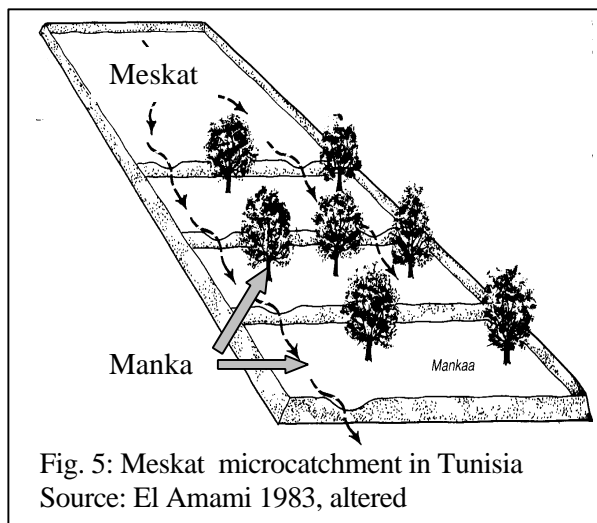 Meskat
Manka
Mankaa
Fig. 5: Meskat microcatchment in Tunisia
Source: El Amami 1983, altered